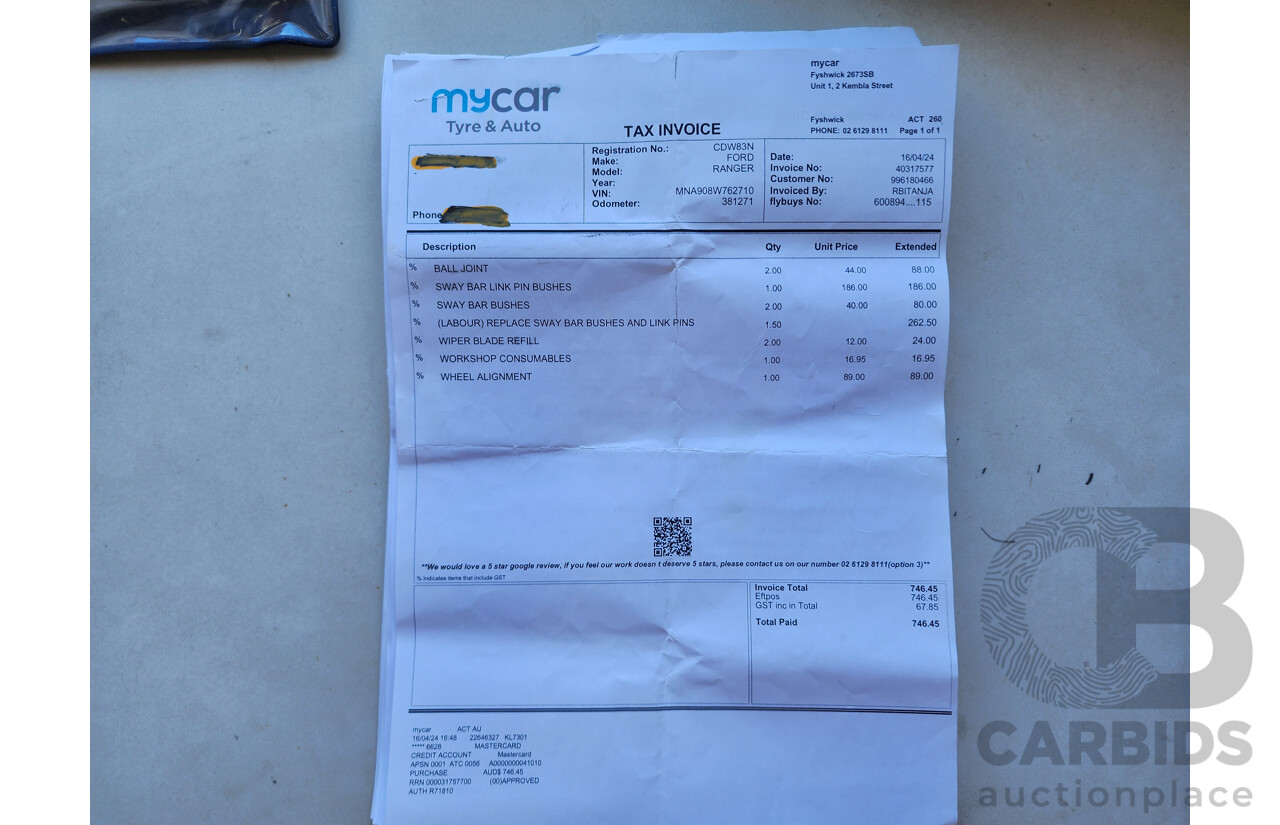 mycar
Fyshwick 2673SB
Unit 1, 2 Kembla Street
mycar
Tyre & Auto
TAX INVOICE
Fyshwick ACT 260
PHONE: 02 6129 8111 Page 1 of 1
Registration No.: CDW83N
Make: FORD
Model: RANGER
Year:
VIN: MNA908W762710
Odometer: 381271
Date: 16/04/24
Invoice No: 40317577
Customer No: 996180466
Invoiced By: RBITANJA
flybuys No: 600894....115
Phone
Description Qty Unit Price Extended
% BALL JOINT 2.00 44.00 88.00
% SWAY BAR LINK PIN BUSHES 1.00 186.00 186.00
% SWAY BAR BUSHES 2.00 40.00 80.00
% (LABOUR) REPLACE SWAY BAR BUSHES AND LINK PINS 1.50 262.50
% WIPER BLADE REFILL 2.00 12.00 24.00
% WORKSHOP CONSUMABLES 1.00 16.95 16.95
% WHEEL ALIGNMENT 1.00 89.00 89.00
**We would love a 5 star google review, if you feel our work doesn t deserve 5 stars, please contact us on our number 02 6129 8111(option 3)**
% indicates items that include GST
Invoice Total 746.45
Eftpos 746.45
GST inc in Total 67.85
Total Paid 746.45
mycar ACT AU
16/04/24 16:48 22646327 KL7301
***** 6628 MASTERCARD
CREDIT ACCOUNT Mastercard
APSN 0001 ATC 0086 A0000000041010
PURCHASE AUD$ 746.45
RRN 000031757700 (00)APPROVED
AUTH R71810
CB
CARBIDS
auctionplace